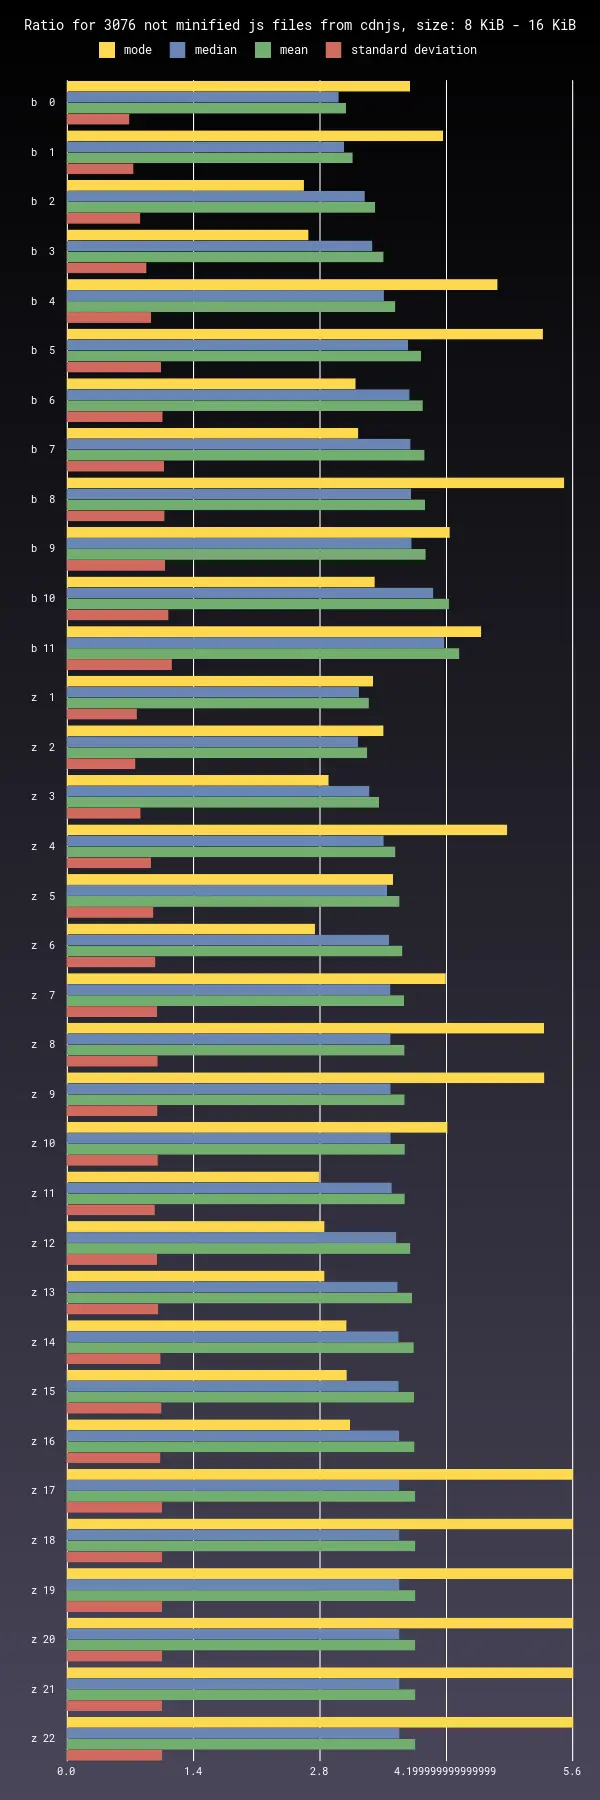 Ratio for 3076 not minified js files from cdnjs, size: 8 KiB - 16 KiB
mode median mean standard deviation
b 0
b 1
b 2
b 3
b 4
b 5
b 6
b 7
b 8
b 9
b 10
b 11
z 1
z 2
z 3
z 4
z 5
z 6
z 7
z 8
z 9
z 10
z 11
z 12
z 13
z 14
z 15
z 16
z 17
z 18
z 19
z 20
z 21
z 22
0.0 1.4 2.8 4.199999999999999 5.6